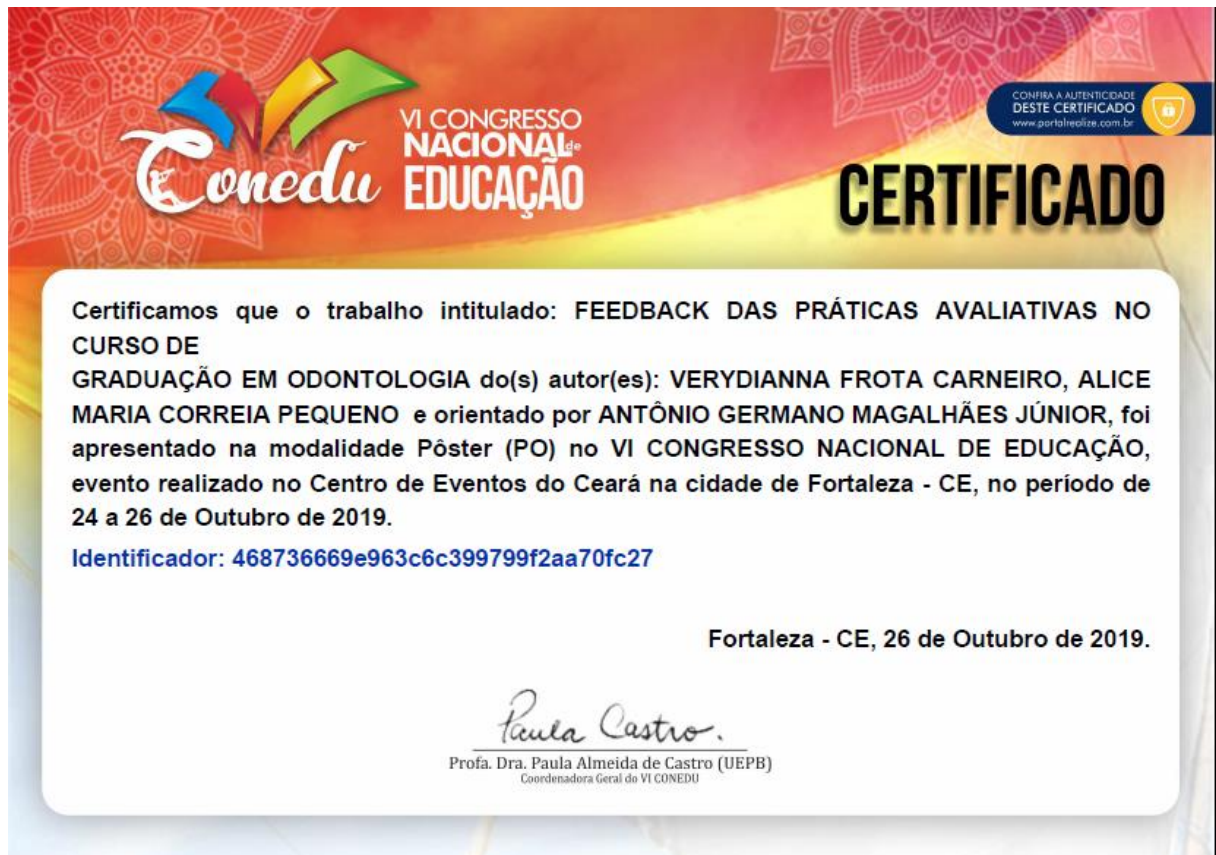 Conedu
VI CONGRESSO
NACIONAL de
EDUCAÇÃO
CONFIRA A AUTENTICIDADE
DESTE CERTIFICADO
www.portalrealize.com.br
CERTIFICADO
Certificamos que o trabalho intitulado: FEEDBACK DAS PRÁTICAS AVALIATIVAS NO
CURSO DE
GRADUAÇÃO EM ODONTOLOGIA do(s) autor(es): VERYDIANNA FROTA CARNEIRO, ALICE
MARIA CORREIA PEQUENO e orientado por ANTÔNIO GERMANO MAGALHÃES JÚNIOR, foi
apresentado na modalidade Pôster (PO) no VI CONGRESSO NACIONAL DE EDUCAÇÃO,
evento realizado no Centro de Eventos do Ceará na cidade de Fortaleza - CE, no período de
24 a 26 de Outubro de 2019.
Identificador: 468736669e963c6c399799f2aa70fc27
Fortaleza - CE, 26 de Outubro de 2019.
Paula Castro.
Profa. Dra. Paula Almeida de Castro (UEPB)
Coordenadora Geral do VI CONEDU